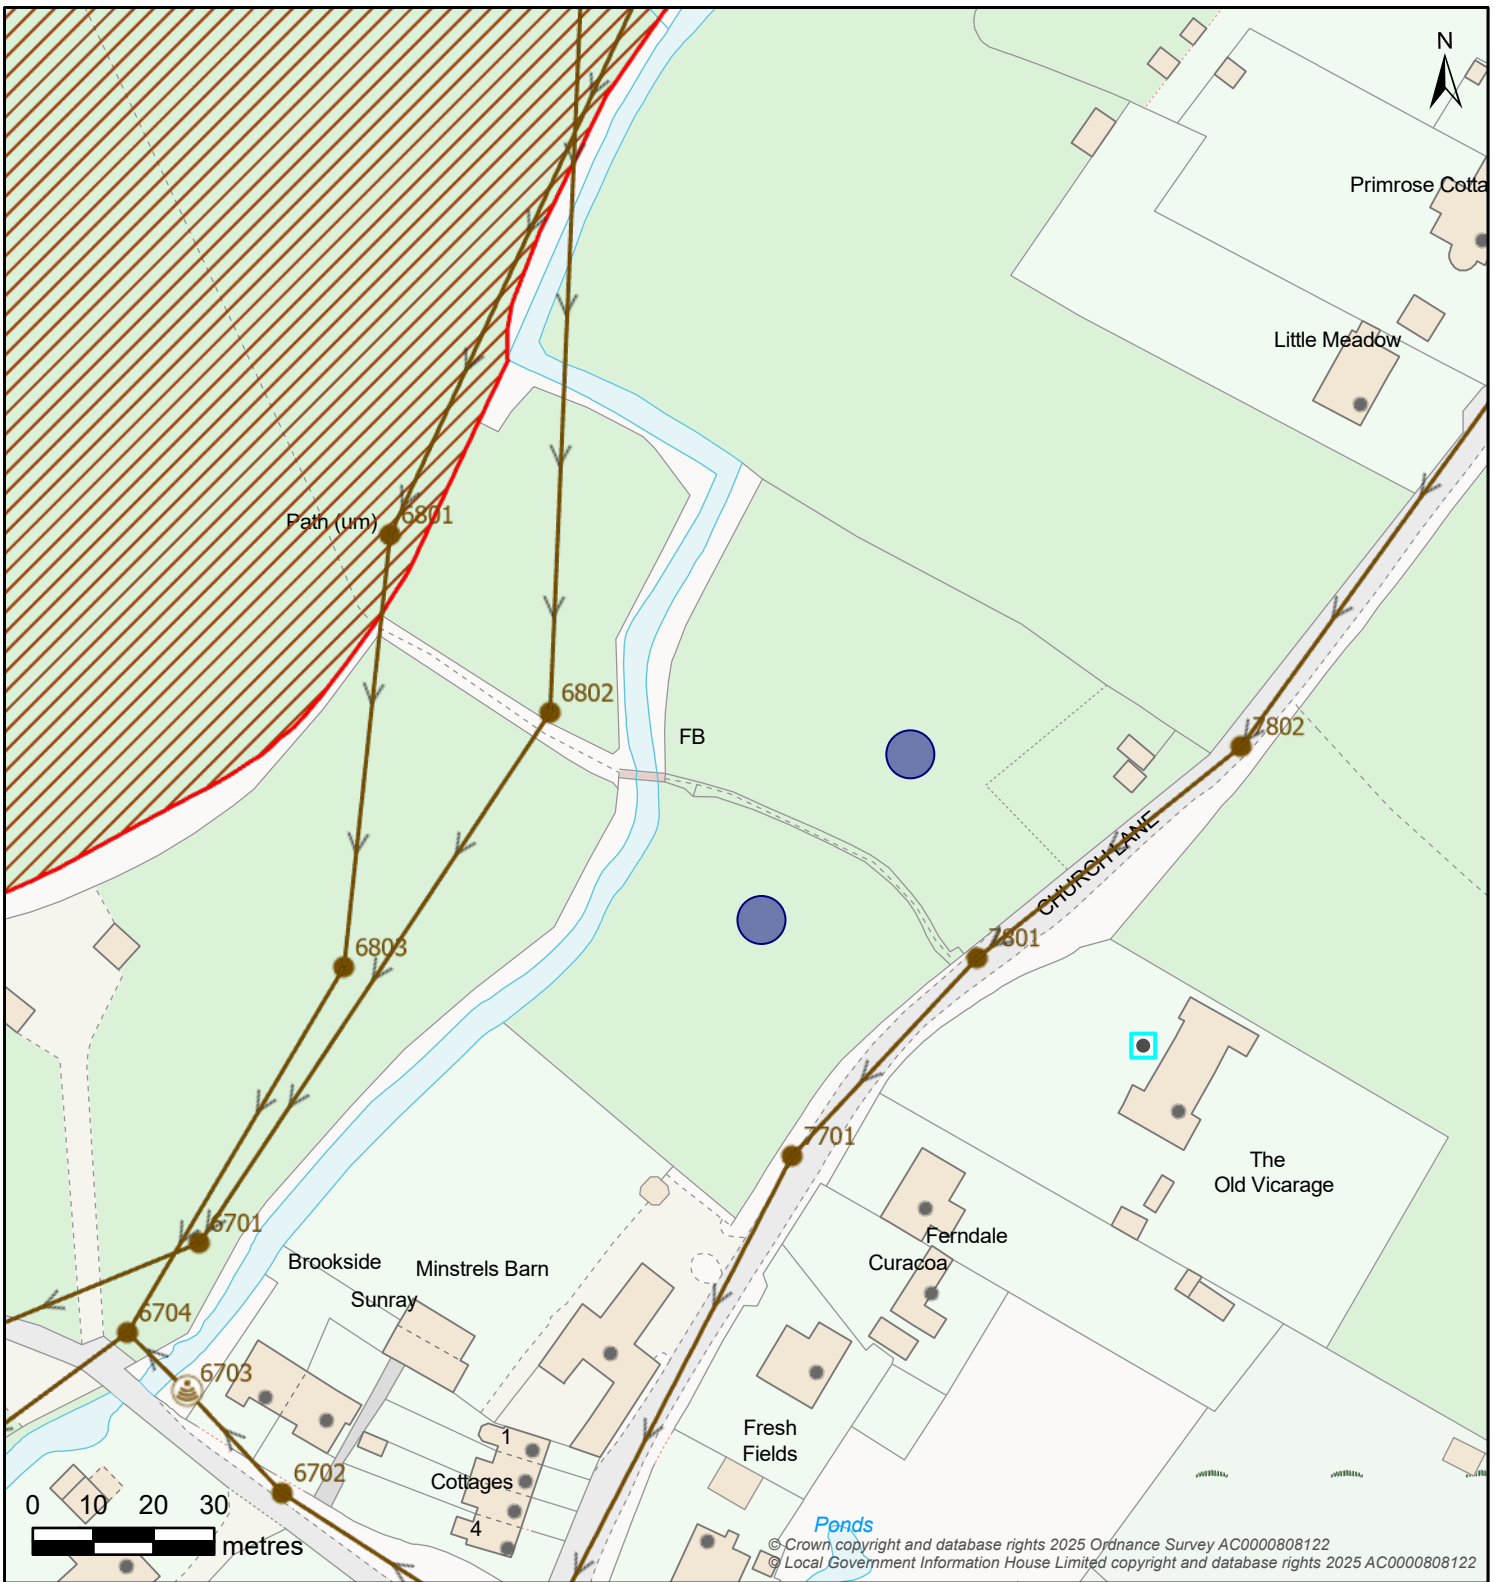 N
Primrose Cotta
Little Meadow
Path (um)
6801
6802
FB
7802
CHURCH LANE
6803
7801
7701
The
Old Vicarage
6701
Ferndale
Brookside
Minstrels Barn
Curacoa
Sunray
6704
6703
Fresh
Fields
1
6702
Cottages
4
0 10 20 30
metres
Ponds
© Crown copyright and database rights 2025 Ordnance Survey AC0000808122
© Local Government Information House Limited copyright and database rights 2025 AC0000808122